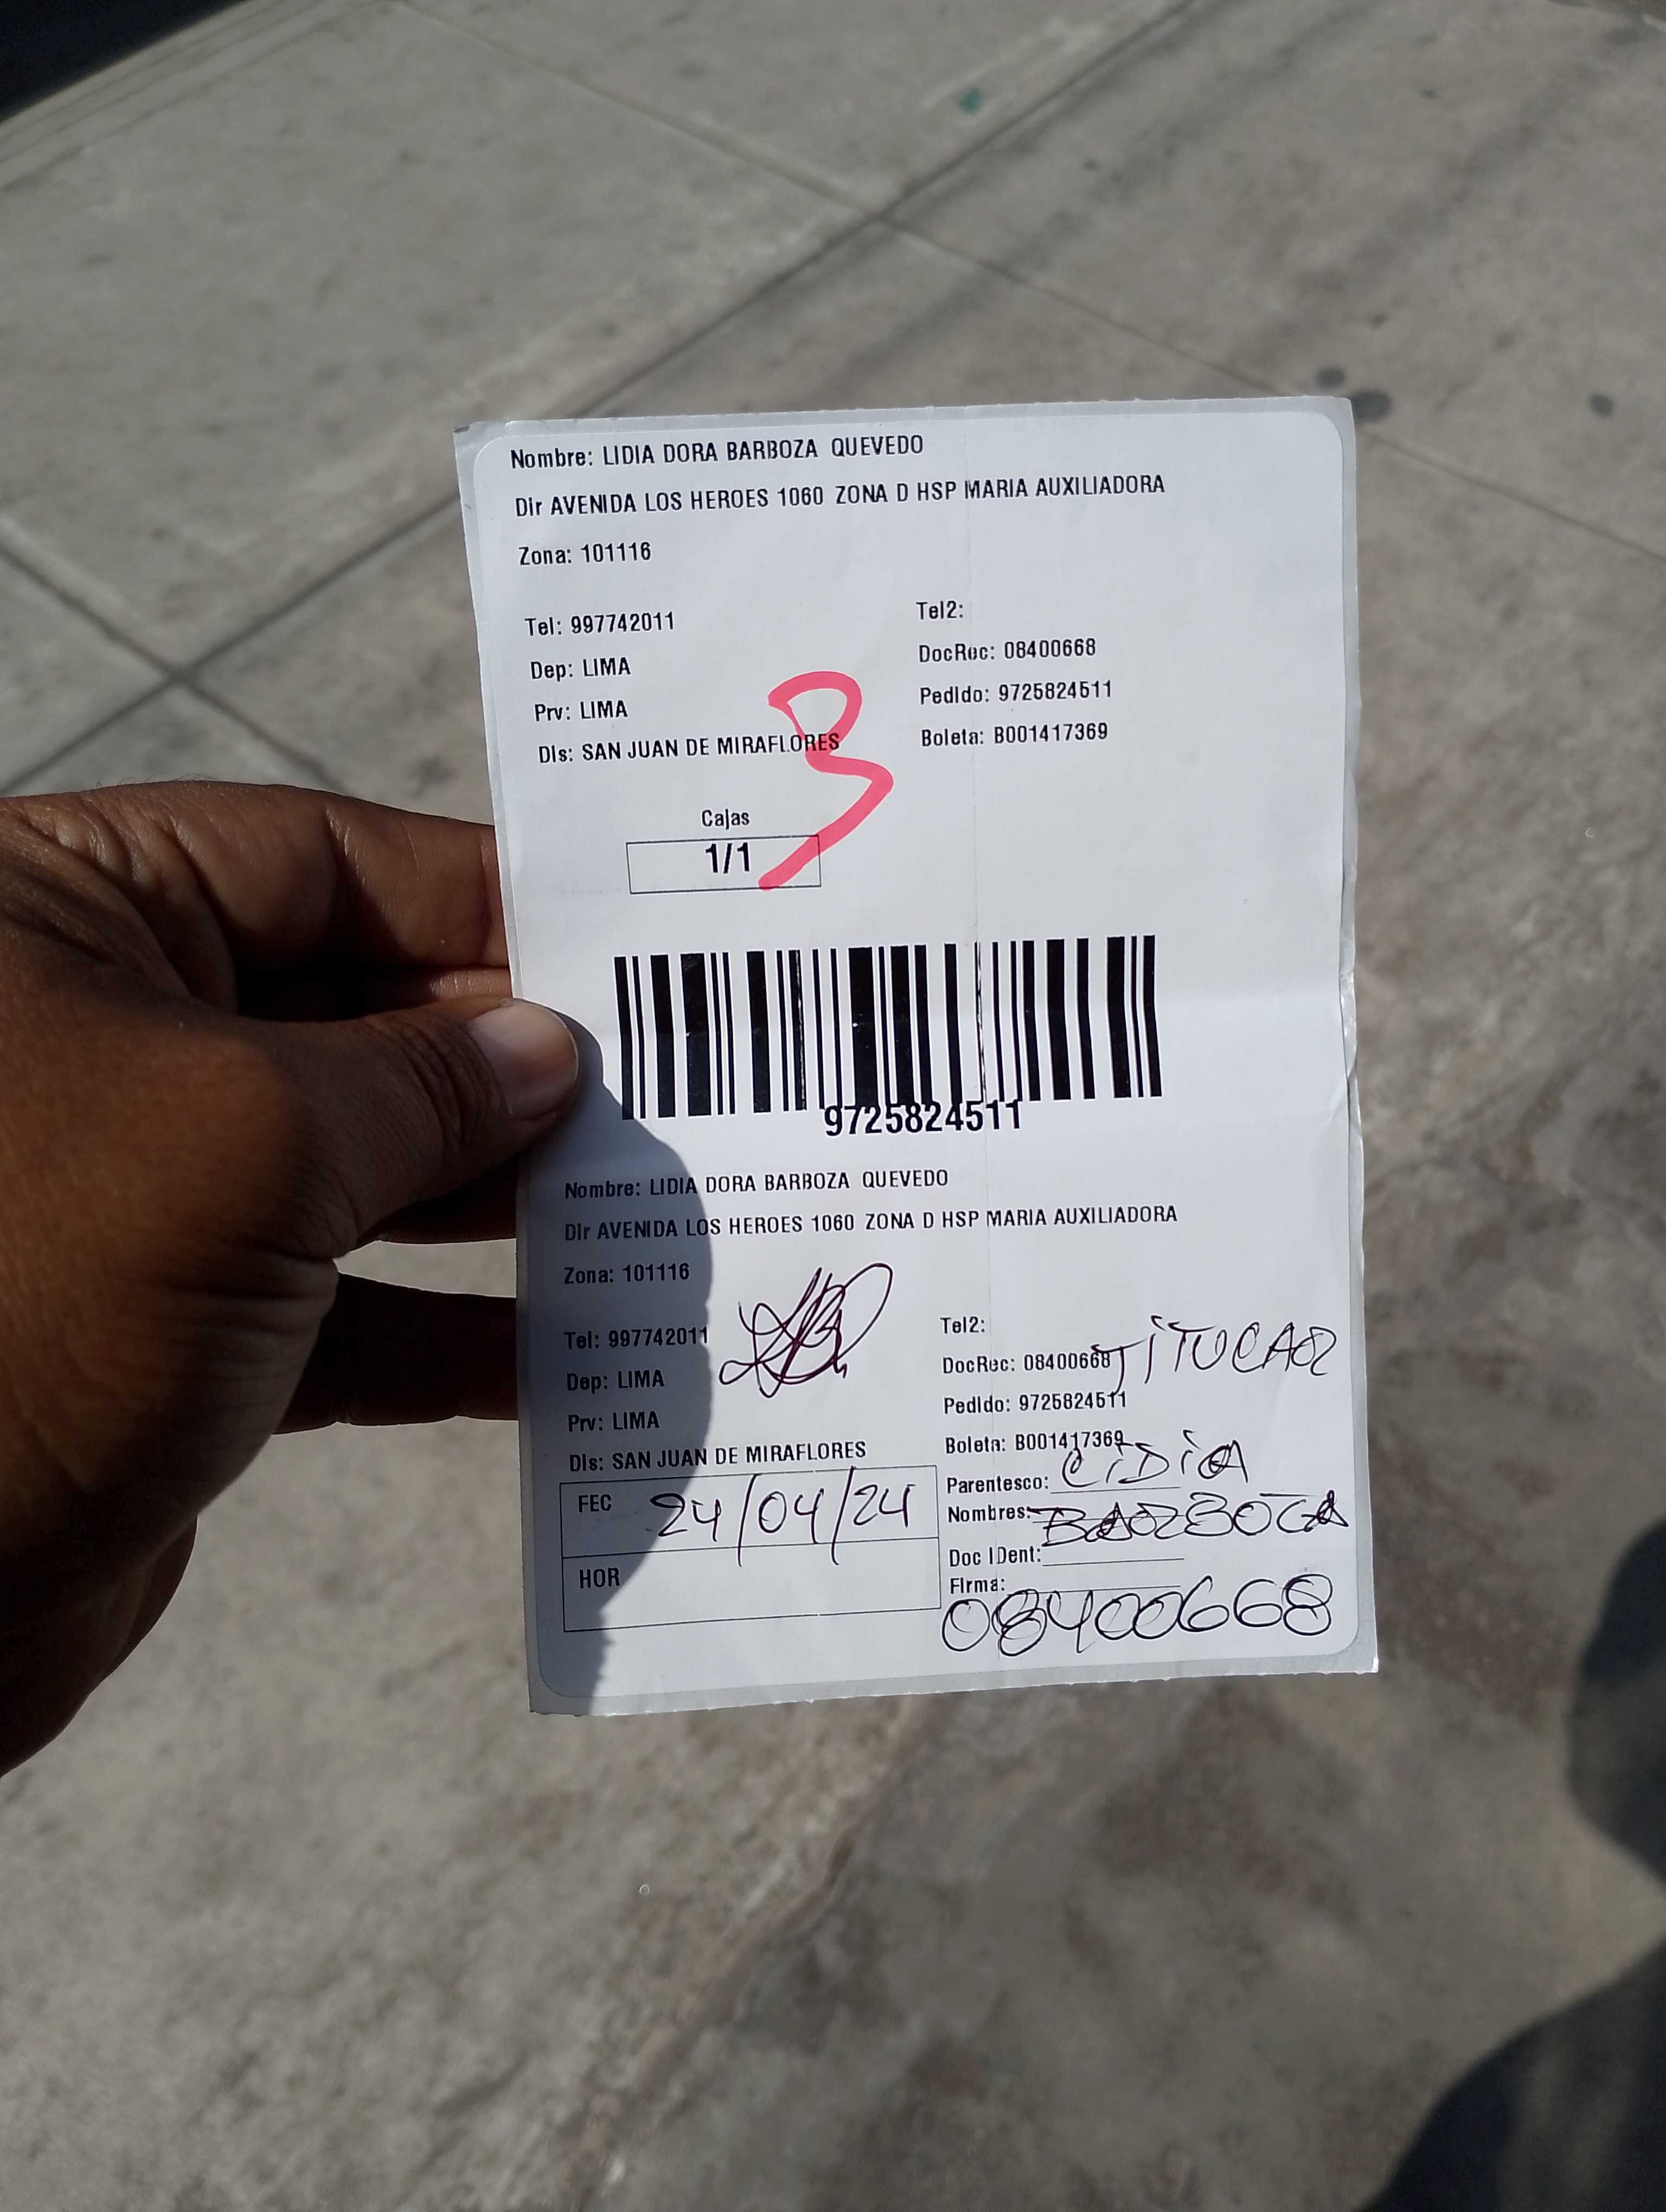 Nombre: LIDIA DORA BARBOZA QUEVEDO
Dir AVENIDA LOS HEROES 1060 ZONA D HSP MARIA AUXILIADORA
Zona: 101116
Tel: 997742011
Dep: LIMA
Prv: LIMA
Dis: SAN JUAN DE MIRAFLORES
Tel2:
DocRec: 08400668
Pedido: 9725824511
Boleta: B001417369
3
Cajas
1/1
9725824511
Nombre: LIDIA DORA BARBOZA QUEVEDO
Dir AVENIDA LOS HEROES 1060 ZONA D HSP MARIA AUXILIADORA
Zona: 101116
Tel: 997742011
Dep: LIMA
Prv: LIMA
Dis: SAN JUAN DE MIRAFLORES
FEC 24/04/24
HOR
Tel2:
DocRec: 08400668 TiTUCAR
Pedido: 9725824511
Boleta: B001417369
Parentesco: LiDiA
Nombres: BARBOZA
Doc IDent:
Firma:
08400668